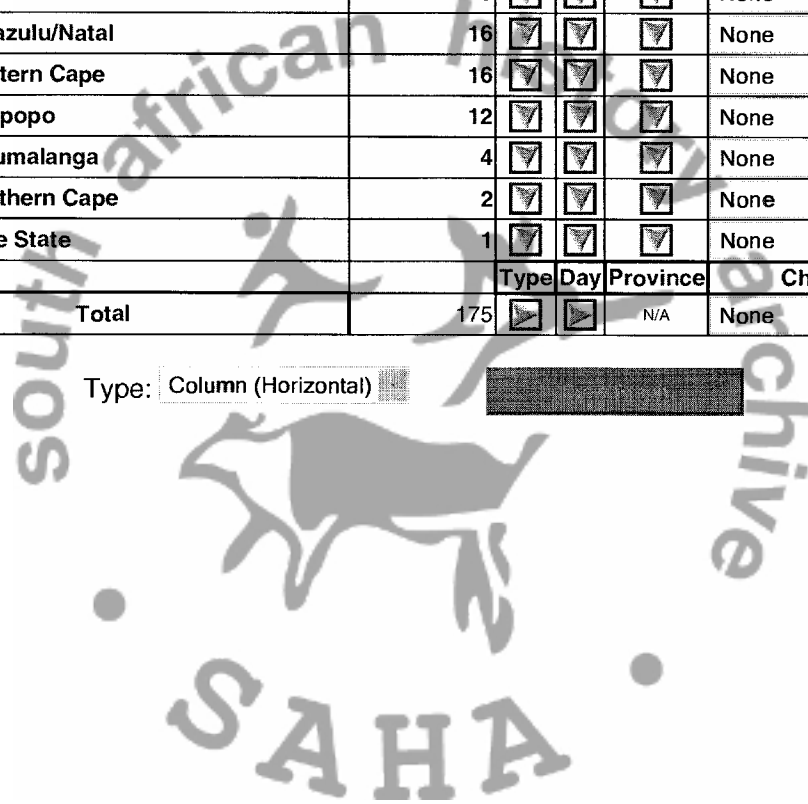 azulu/Natal 16 None
tern Cape 16 None
popo 12 None
umalanga 4 None
thern Cape 2 None
e State 1 None
Type Day Province Ch
Total 175 N/A None
Type: Column (Horizontal)
south african history archive
SAHA